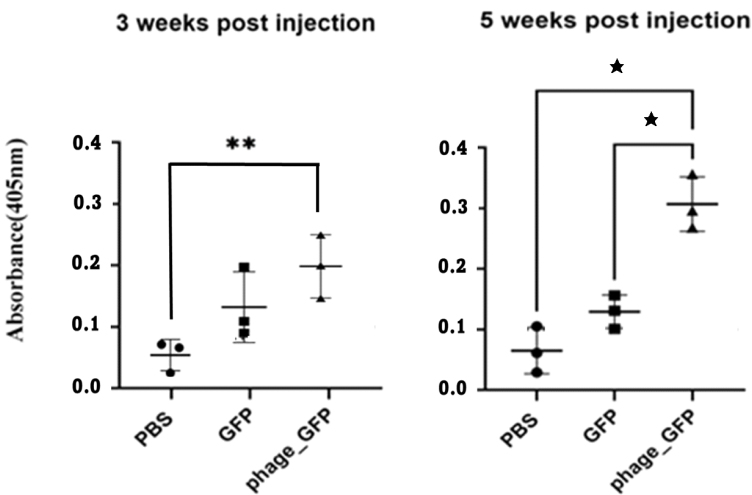 3 weeks post injection
5 weeks post injection
Absorbance(405nm)
0.4
0.3
0.2
0.1
0.0
**
PBS
GFP
phage_GFP
0.4
0.3
0.2
0.1
0.0
★
★
PBS
GFP
phage_GFP